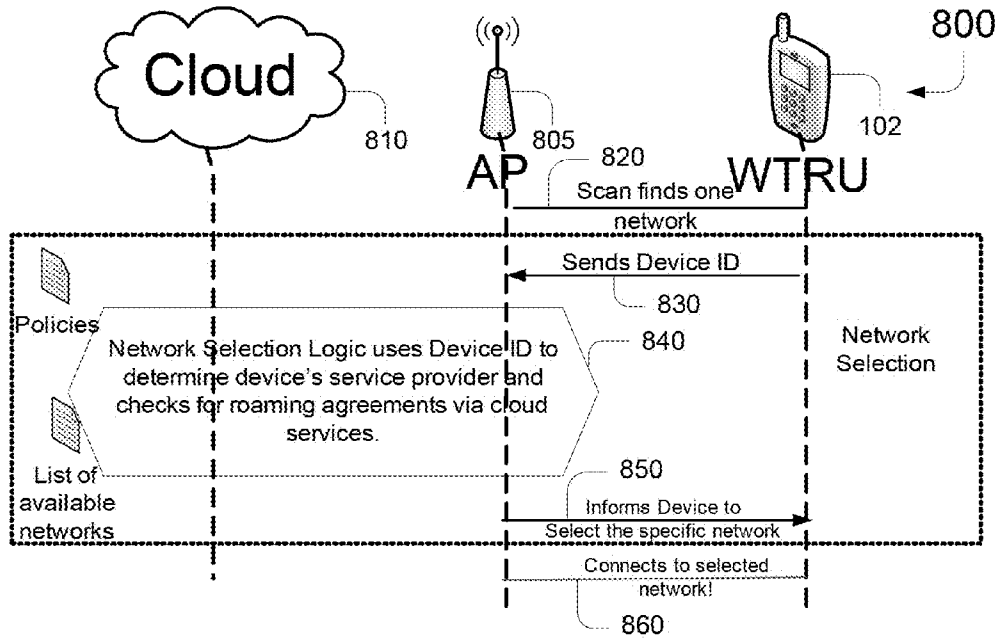 800
Cloud
810
805
102
AP
820
WTRU
Scan finds one
network
Sends Device ID
830
Policies
Network Selection Logic uses Device ID to
determine device's service provider and
checks for roaming agreements via cloud
services.
840
Network
Selection
List of
available
networks
850
Informs Device to
Select the specific network
Connects to selected
network!
860